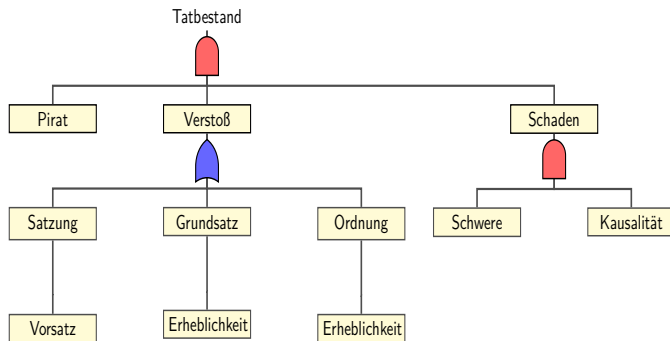 Tatbestand
Pirat
Verstoß
Schaden
Satzung
Grundsatz
Ordnung
Schwere
Kausalität
Vorsatz
Erheblichkeit
Erheblichkeit